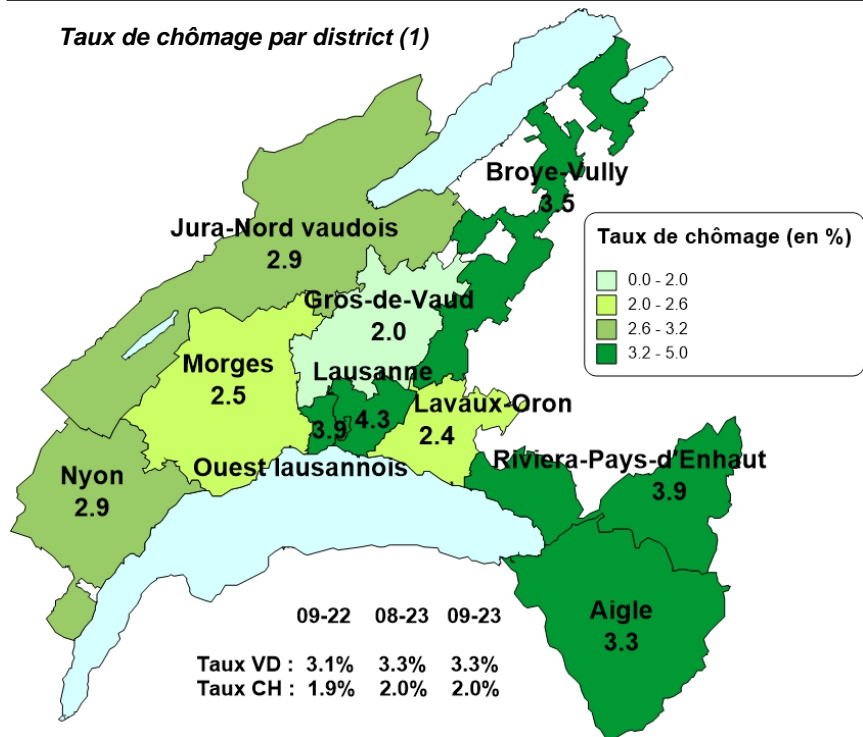 Taux de chômage par district (1)
Broye-Vully
3.5
Jura-Nord vaudois
2.9
Taux de chômage (en %)
0.0 - 2.0
2.0 - 2.6
2.6 - 3.2
3.2 - 5.0
Gros-de-Vaud
2.0
Morges
2.5
Lausanne
4.3
3.9
Lavaux-Oron
2.4
Ouest lausannois
Riviera-Pays-d'Enhaut
3.9
Nyon
2.9
Aigle
3.3
09-22 08-23 09-23
Taux VD : 3.1% 3.3% 3.3%
Taux CH : 1.9% 2.0% 2.0%